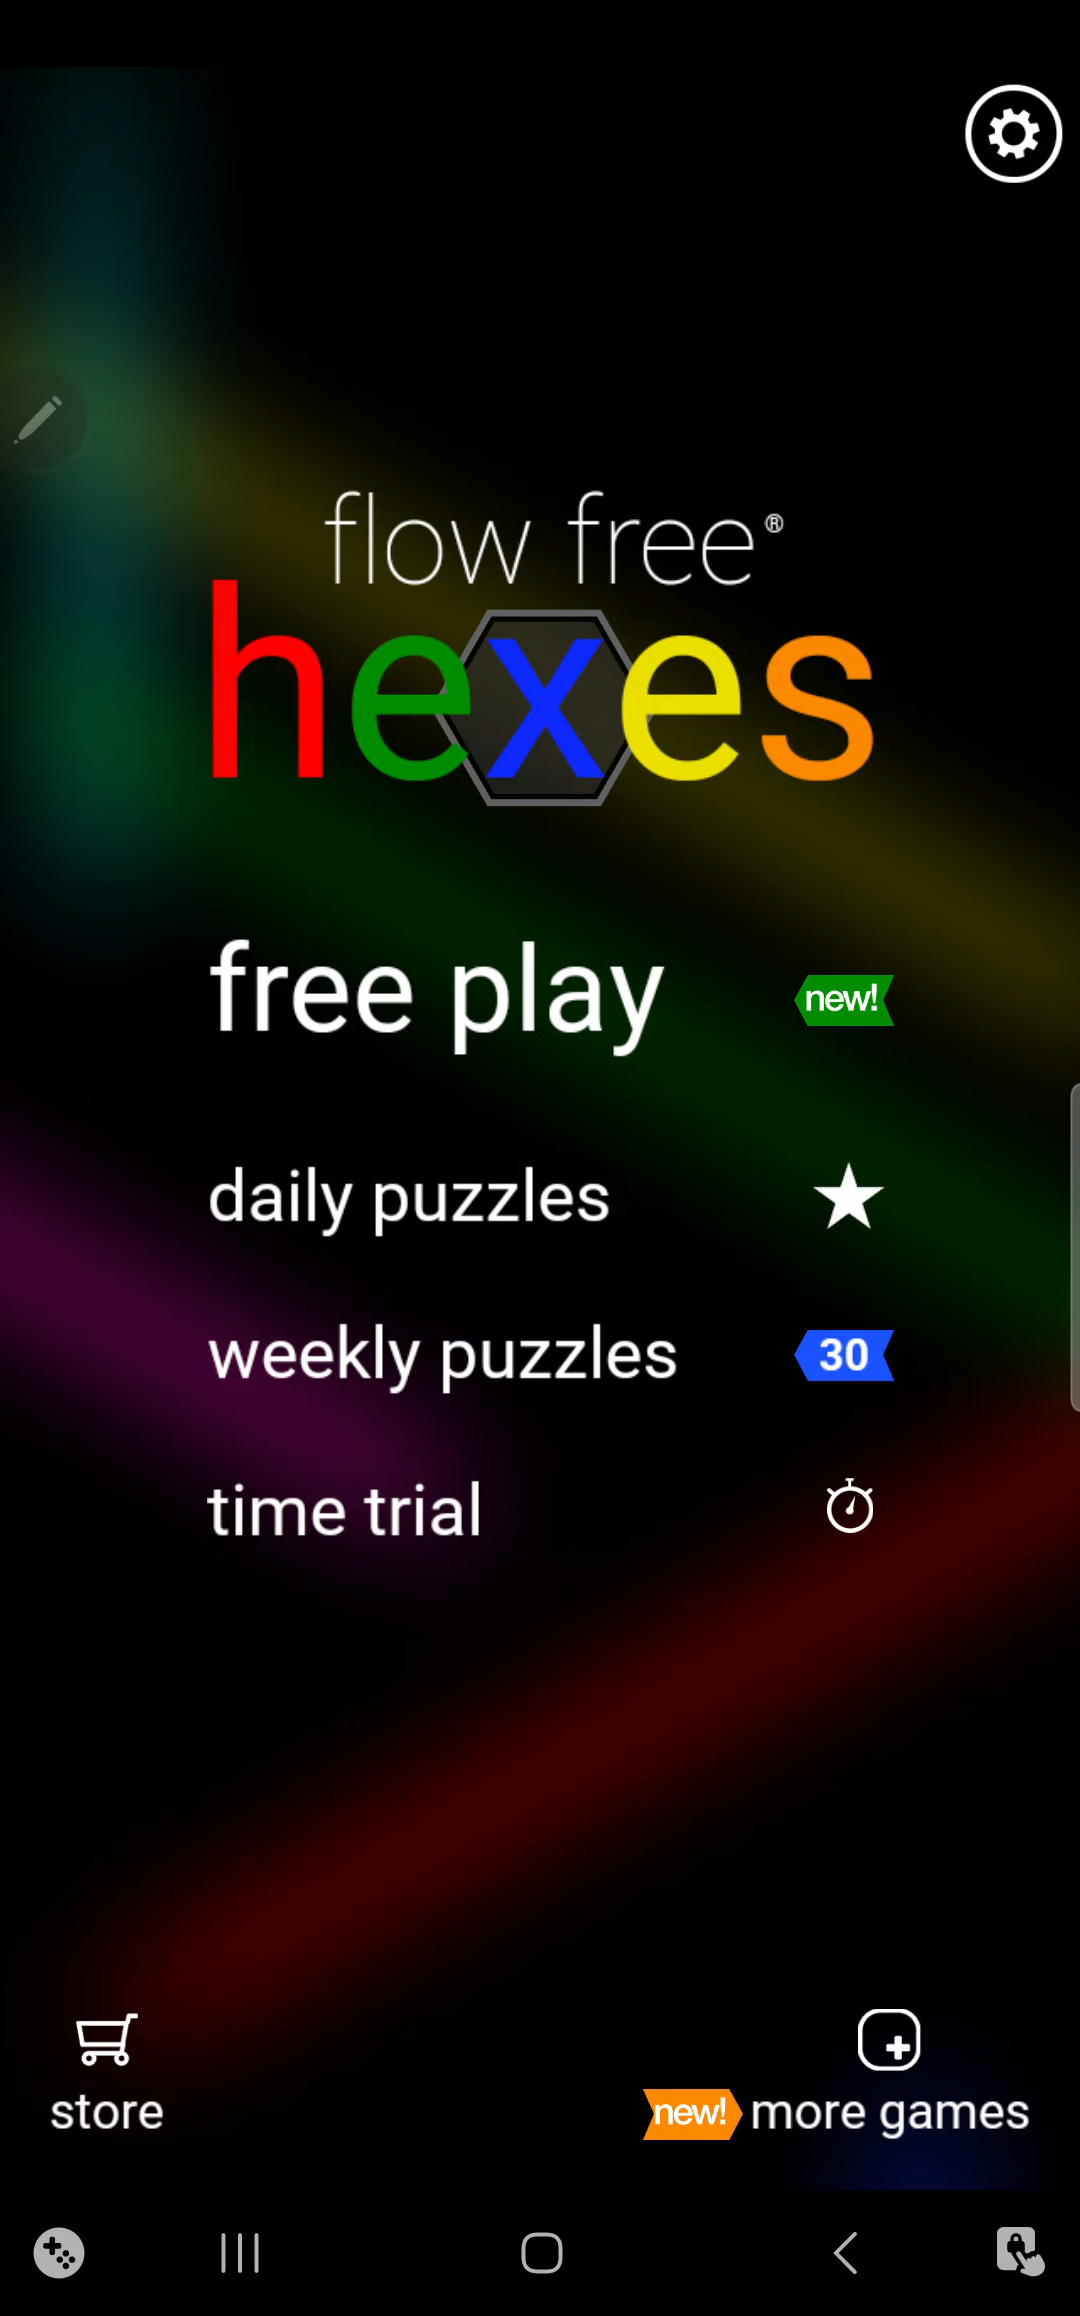 flow free®
hexes
free play new!
daily puzzles
weekly puzzles 30
time trial
store
new! more games